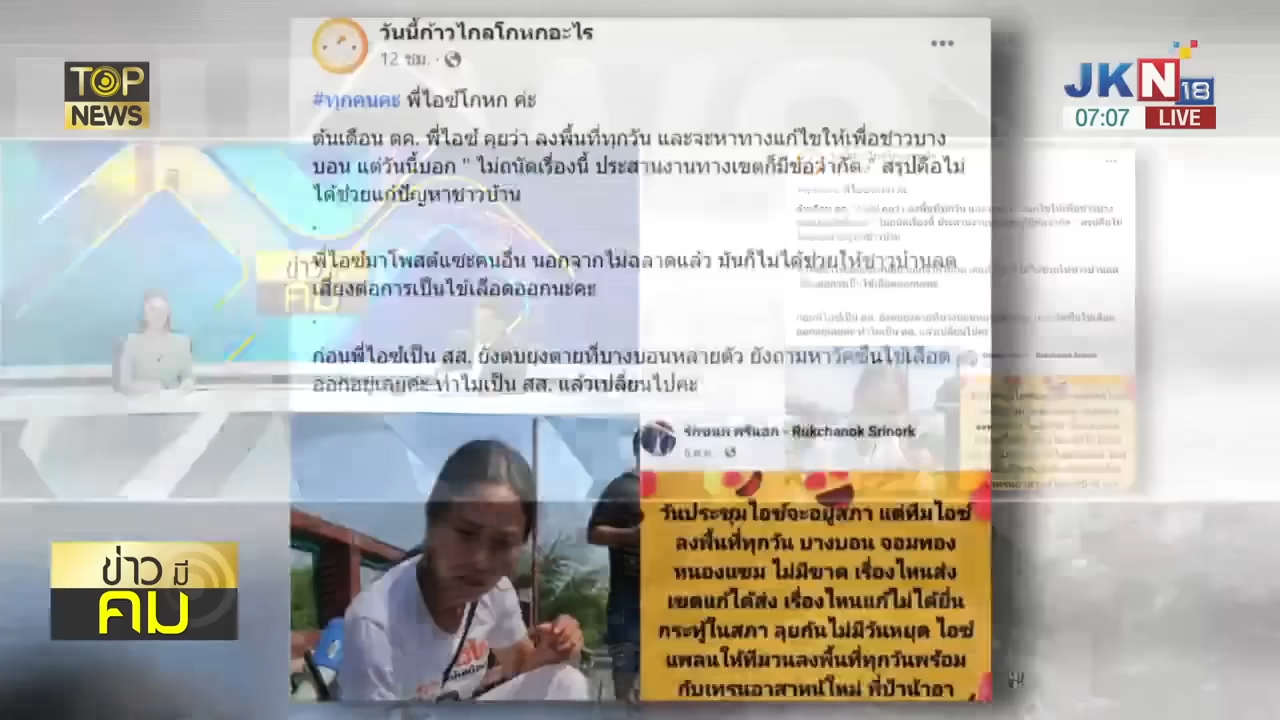 วันนี้ก้าวไกลโกหกอะไร
12 ชม.
#ทุกคนคะ พี่ไอซ์โกหก ค่ะ
ต้นเดือน ตค. พี่ไอซ์ คุยว่า ลงพื้นที่ทุกวัน และจะหาทางแก้ไขให้เพื่อชาวบาง
บอน แต่วันนี้บอก " ไม่ถนัดเรื่องนี้ ประสานงานทางเขตก็มีข้อจำกัด " สรุปคือไม่
ได้ช่วยแก้ปัญหาชาวบ้าน
.
พี่ไอซ์มาโพสต์แซะคนอื่น นอกจากไม่ฉลาดแล้ว มันก็ไม่ได้ช่วยให้ชาวบ้านลด
เสี่ยงต่อการเป็นไข้เลือดออกนะคะ
.
ก่อนพี่ไอซ์เป็น สส. ยังตบยุงตายที่บางบอนหลายตัว ยังถามหาวัคซีนไข้เลือด
ออกอยู่เลยค่ะ ทำไมเป็น สส. แล้วเปลี่ยนไปคะ
รักชนก ศรีนอก - Rukchanok Srinork
วันประชุมไอซ์จะอยู่สภา แต่ทีมไอซ์
ลงพื้นที่ทุกวัน บางบอน จอมทอง
หนองแขม ไม่มีขาด เรื่องไหนส่ง
เขตแก้ได้ส่ง เรื่องไหนแก้ไม่ได้ยื่น
กระทู้ในสภา ลุยกันไม่มีวันหยุด ไอซ์
แพลนให้ทีมงานลงพื้นที่ทุกวันพร้อม
กับเทรนอาสาหน้าใหม่ พี่ป้าน้าอา
TOP
NEWS
JKN18
07:07 LIVE
ข่าวมี
คม